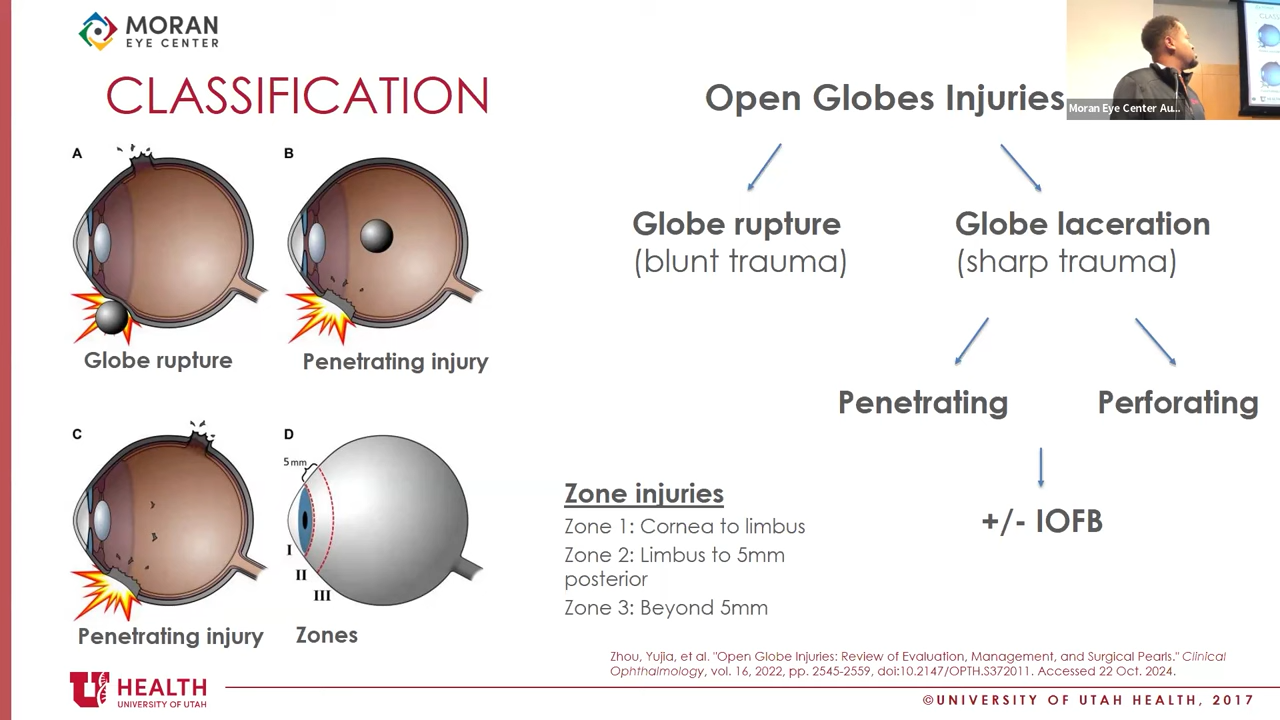 MORAN
EYE CENTER
CLASSIFICATION
Open Globes Injuries
Moran Eye Center Au...
A
B
Globe rupture
(blunt trauma)
Globe laceration
(sharp trauma)
Globe rupture
Penetrating injury
Penetrating
Perforating
C
D
5 mm
I
II
III
Penetrating injury
Zones
Zone injuries
Zone 1: Cornea to limbus
Zone 2: Limbus to 5mm
posterior
Zone 3: Beyond 5mm
+/- IOFB
Zhou, Yujia, et al. "Open Globe Injuries: Review of Evaluation, Management, and Surgical Pearls." Clinical
Ophthalmology, vol. 16, 2022, pp. 2545-2559, doi:10.2147/OPTH.S372011. Accessed 22 Oct. 2024.
U HEALTH
UNIVERSITY OF UTAH
©UNIVERSITY OF UTAH HEALTH, 2017